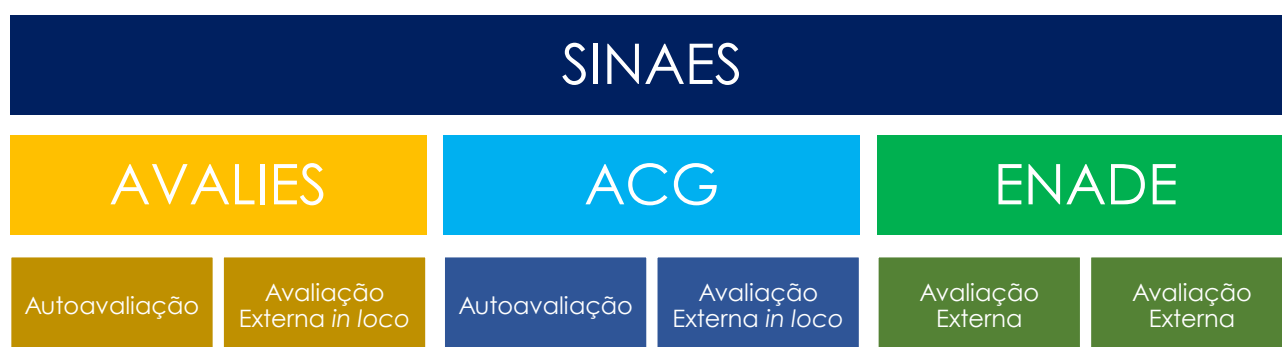 SINAES
AVALIES
ACG
ENADE
Autoavaliação
Avaliação
Externa in loco
Autoavaliação
Avaliação
Externa in loco
Avaliação
Externa
Avaliação
Externa